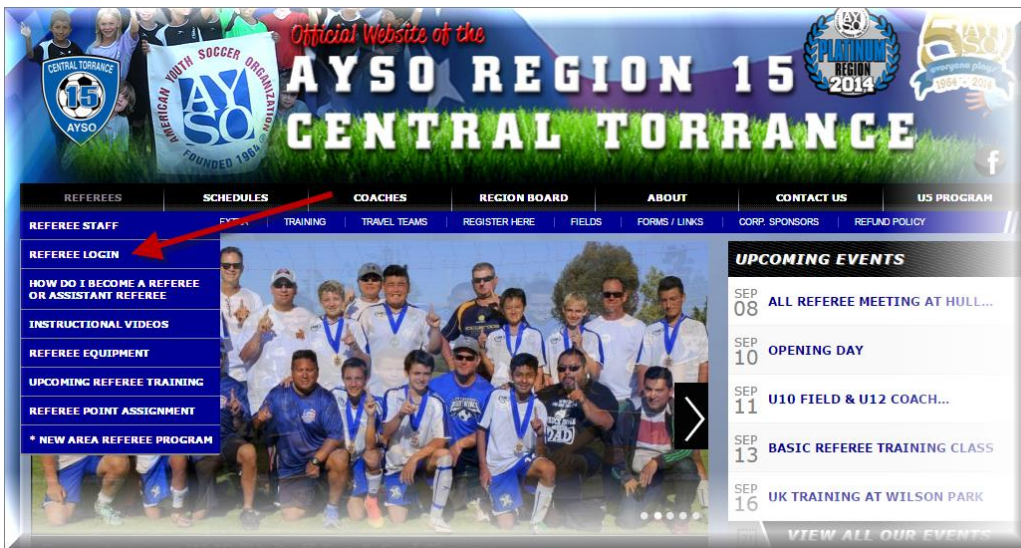 Official Website of the
AYSO REGION 15
CENTRAL TORRANCE
CENTRAL TORRANCE
15
AYSO
AMERICAN YOUTH SOCCER ORGANIZATION
AYSO
FOUNDED 1964
AYSO
PLATINUM
REGION
2014
AYSO
everyone plays
1964 - 2014
f
REFEREES SCHEDULES COACHES REGION BOARD ABOUT CONTACT US U5 PROGRAM
EXTRA TRAINING TRAVEL TEAMS REGISTER HERE FIELDS FORMS / LINKS CORP. SPONSORS REFUND POLICY
REFEREE STAFF
REFEREE LOGIN
HOW DO I BECOME A REFEREE
OR ASSISTANT REFEREE
INSTRUCTIONAL VIDEOS
REFEREE EQUIPMENT
UPCOMING REFEREE TRAINING
REFEREE POINT ASSIGNMENT
* NEW AREA REFEREE PROGRAM
DAD
UPCOMING EVENTS
SEP
08 ALL REFEREE MEETING AT HULL...
SEP
10 OPENING DAY
SEP
11 U10 FIELD & U12 COACH...
SEP
13 BASIC REFEREE TRAINING CLASS
SEP
16 UK TRAINING AT WILSON PARK
VIEW ALL OUR EVENTS